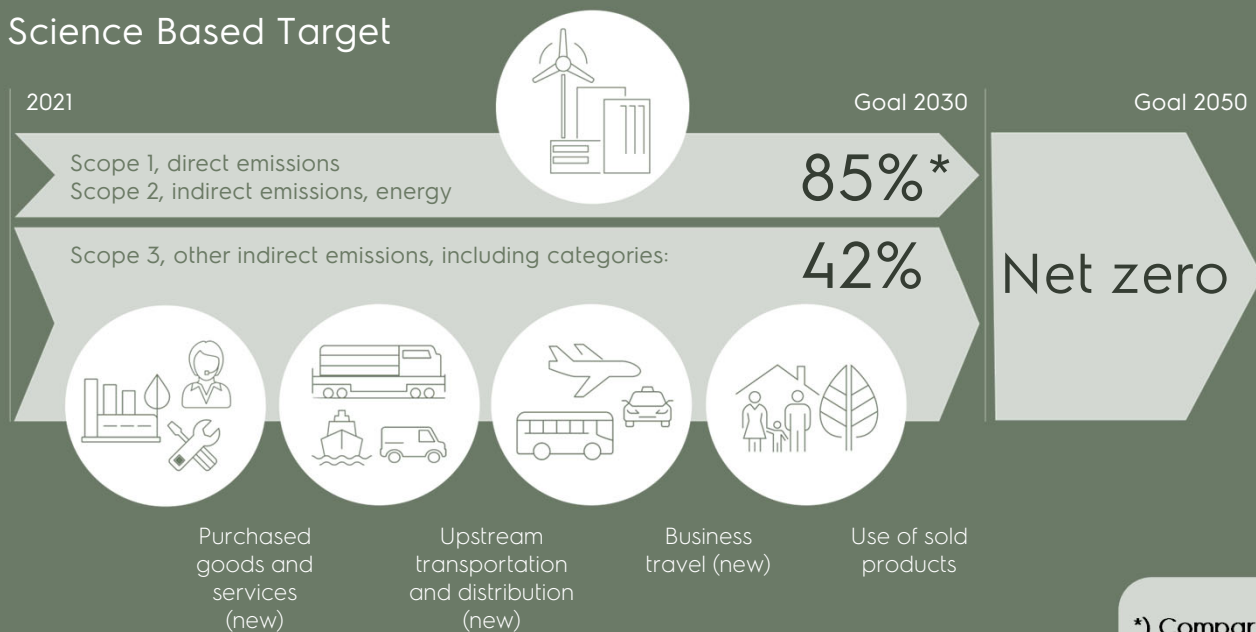 Science Based Target
2021
Goal 2030
Goal 2050
Scope 1, direct emissions
Scope 2, indirect emissions, energy
85%*
Scope 3, other indirect emissions, including categories:
42%
Net zero
Purchased
goods and
services
(new)
Upstream
transportation
and distribution
(new)
Business
travel (new)
Use of sold
products
*)